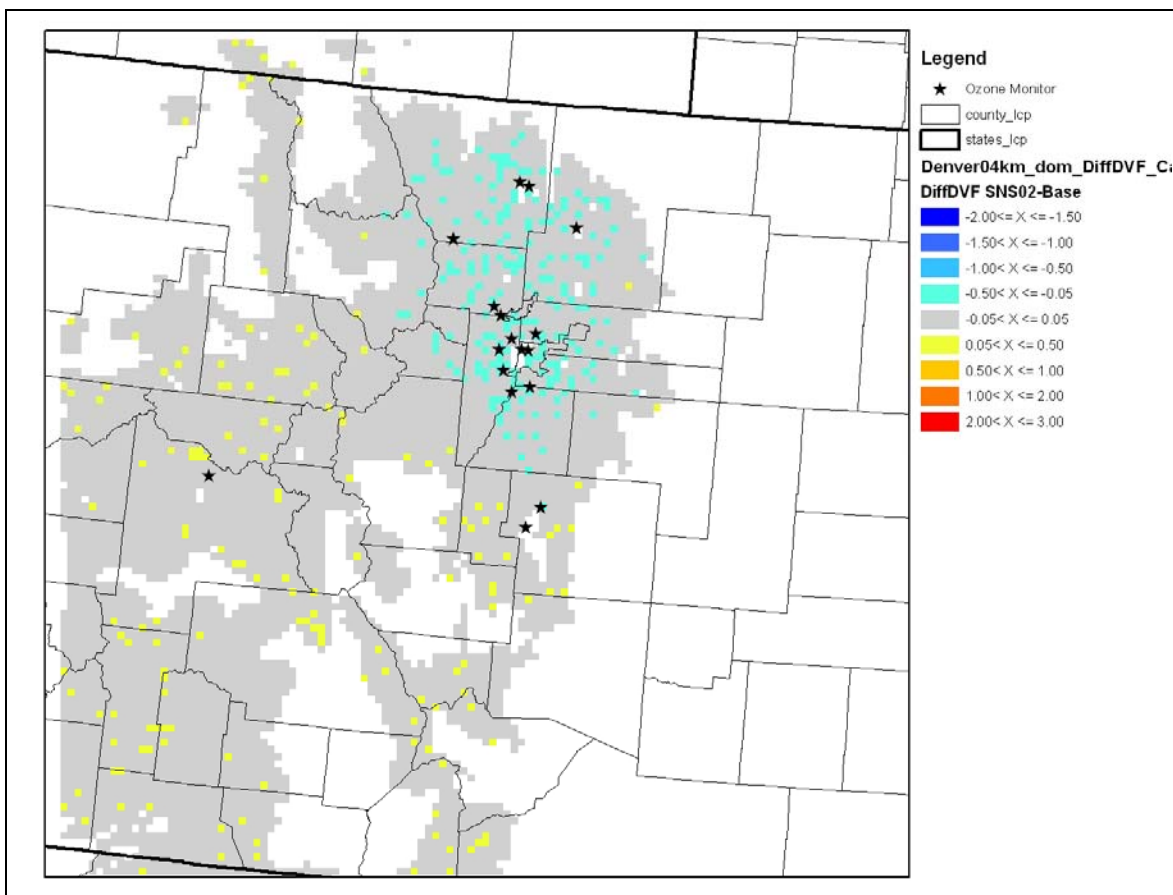 Legend
Ozone Monitor
county_lcp
states_lcp
Denver04km_dom_DiffDVF_Ca
DiffDVF SNS02-Base
-2.00<= X <= -1.50
-1.50< X <= -1.00
-1.00< X <= -0.50
-0.50< X <= -0.05
-0.05< X <= 0.05
0.05< X <= 0.50
0.50< X <= 1.00
1.00< X <= 2.00
2.00< X <= 3.00